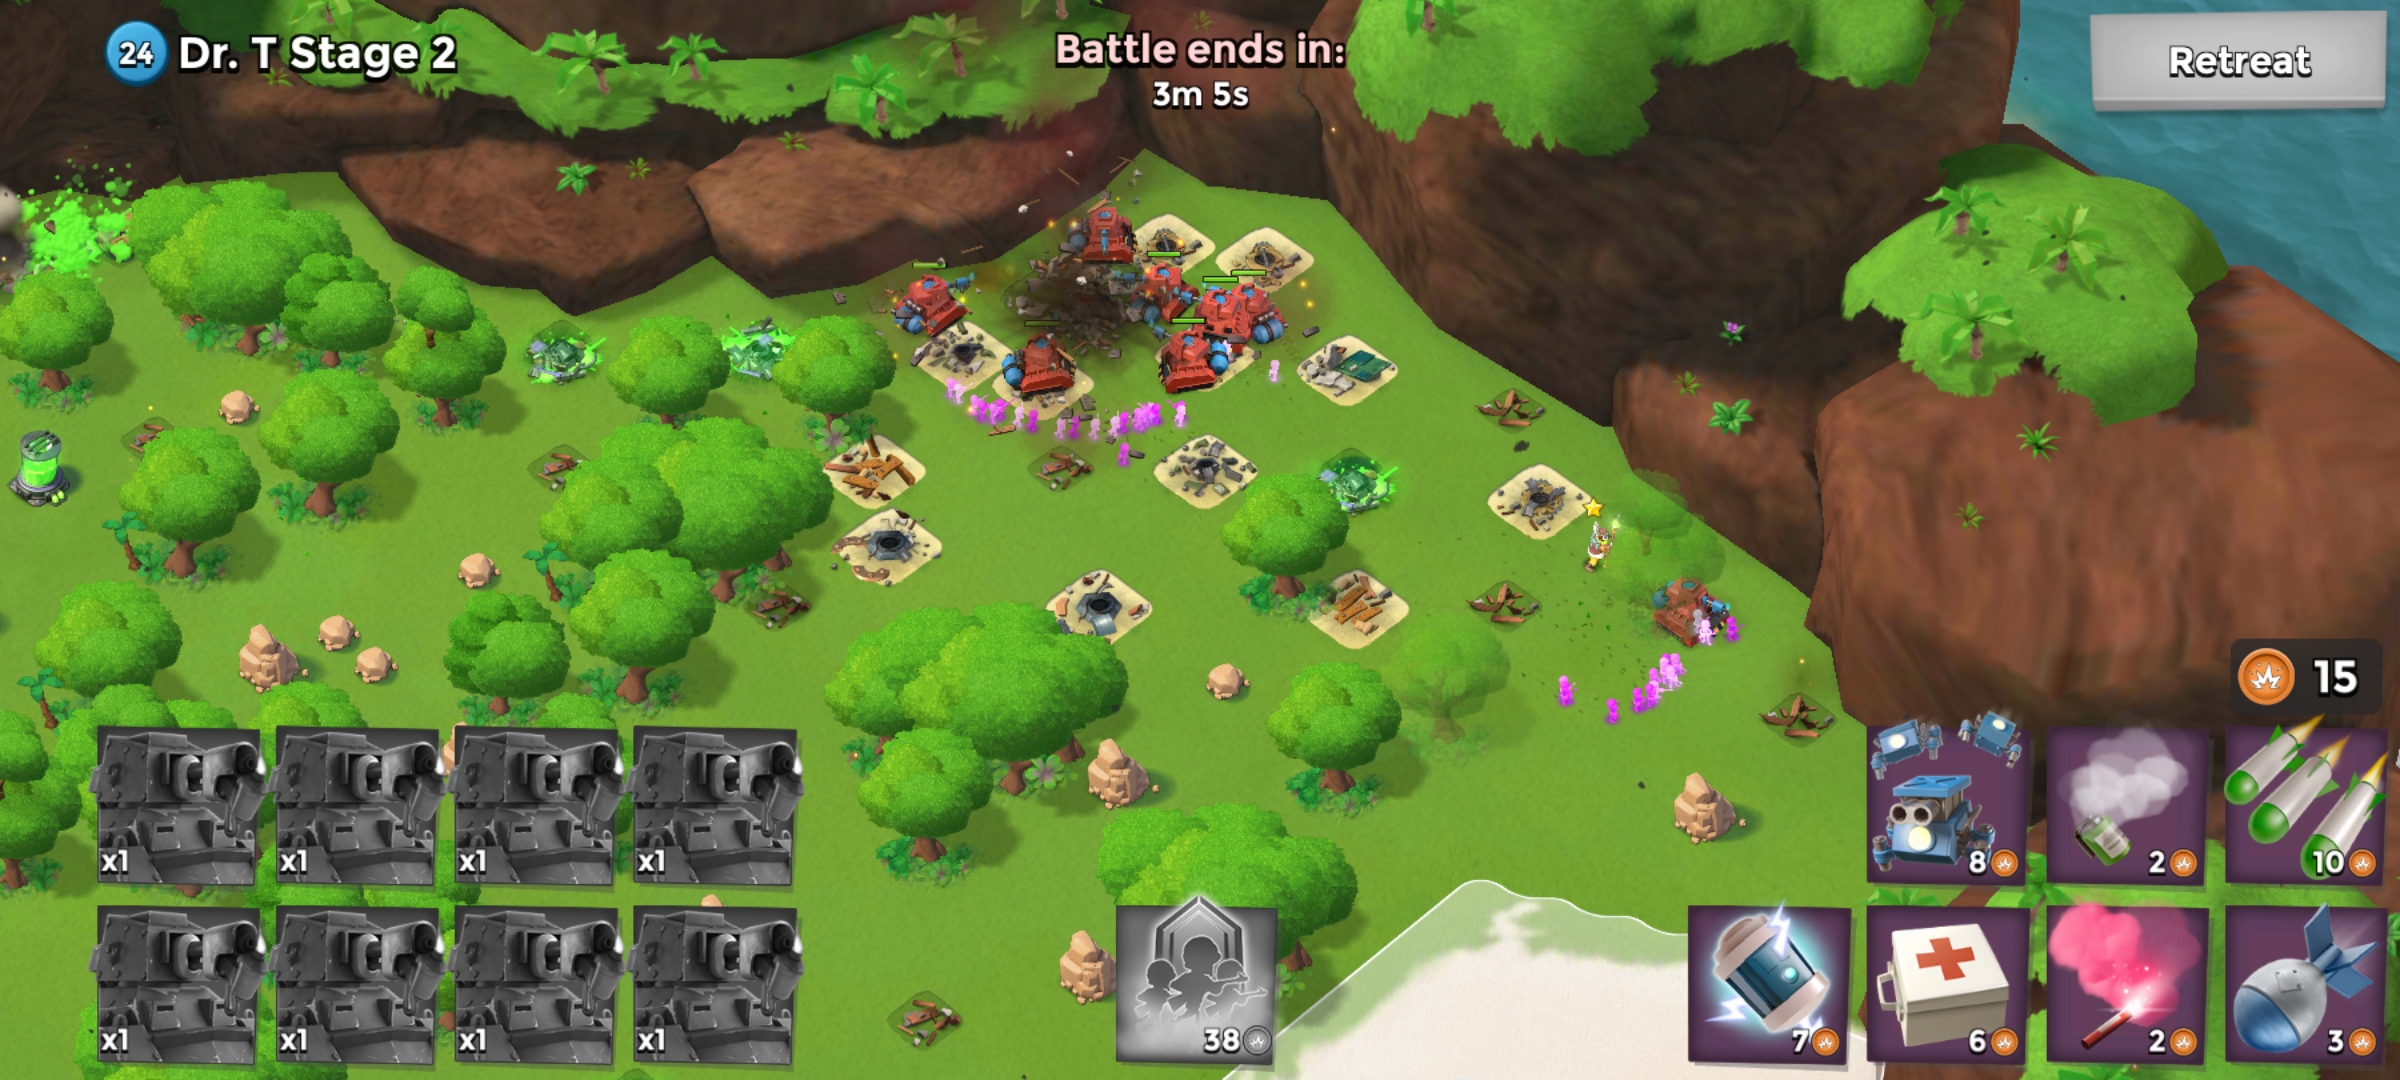 24 Dr. T Stage 2
Battle ends in:
3m 5s
Retreat
15
8
2
10
x1
x1
x1
x1
x1
x1
x1
x1
38
7
6
2
3